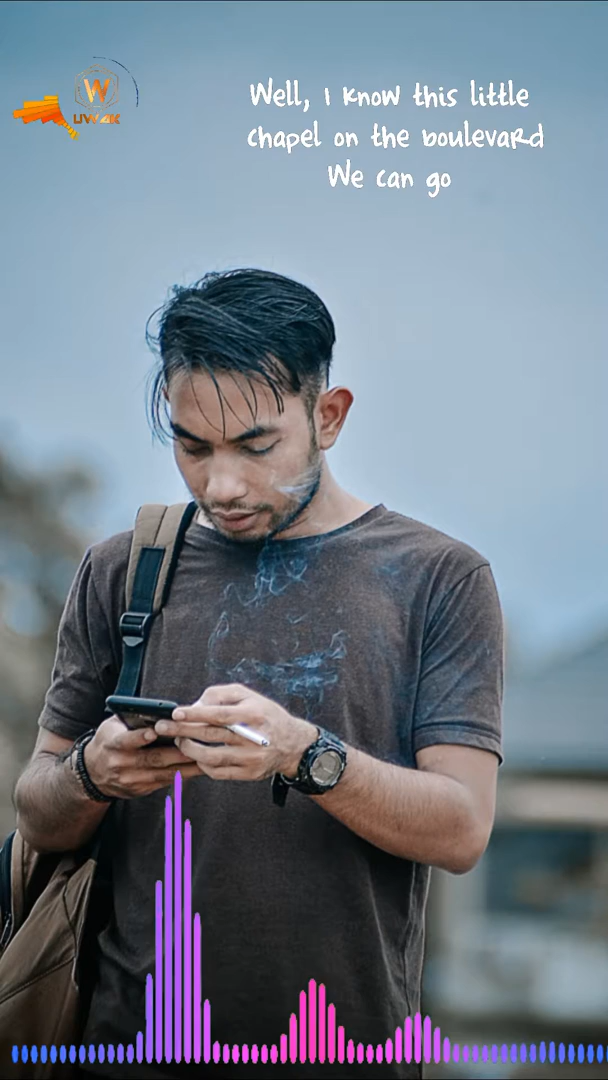 W
UW4K
Well, I know this little
chapel on the boulevard
We can go